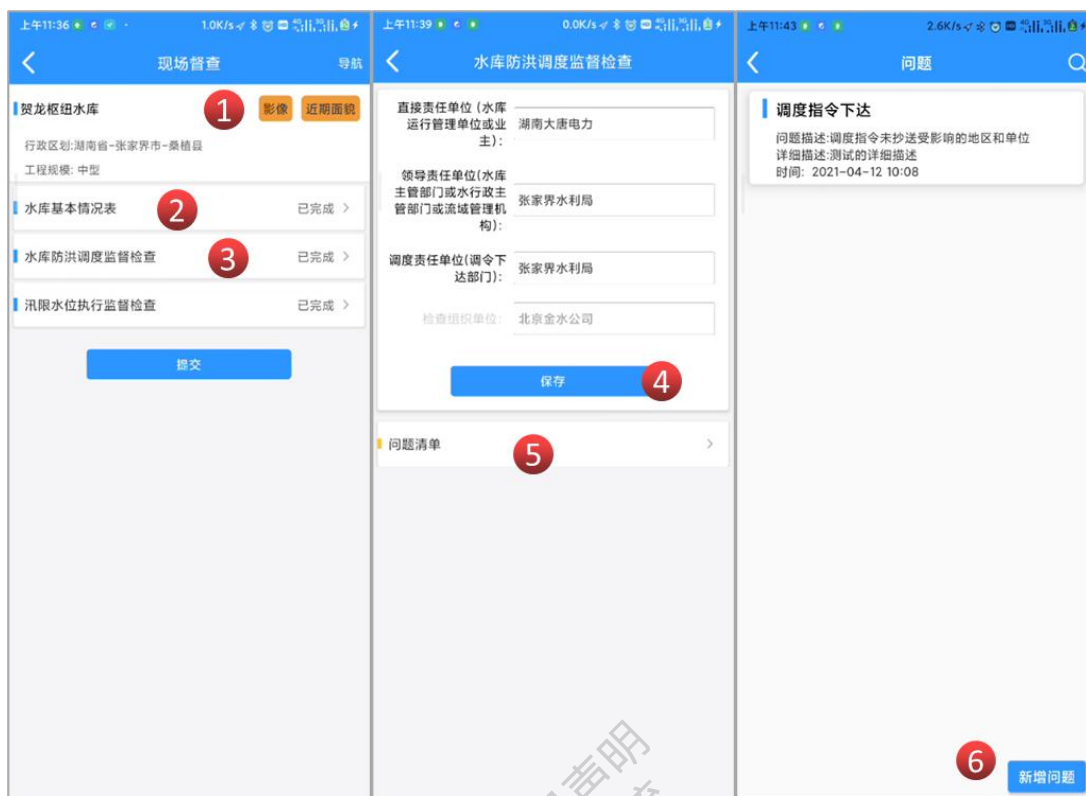 上午11:36
1.0K/s
现场督查
导航
贺龙枢纽水库
1
影像
近期面貌
行政区划:湖南省-张家界市-桑植县
工程规模: 中型
水库基本情况表
2
已完成
水库防洪调度监督检查
3
已完成
汛限水位执行监督检查
已完成
提交
上午11:39
0.0K/s
水库防洪调度监督检查
直接责任单位 (水库
运行管理单位或业
主):
湖南大唐电力
领导责任单位(水库
主管部门或水行政主
管部门或流域管理机
构):
张家界水利局
调度责任单位(调令下
达部门):
张家界水利局
检查组织单位:
北京金水公司
保存
4
问题清单
5
上午11:43
2.6K/s
问题
调度指令下达
问题描述:调度指令未抄送受影响的地区和单位
详细描述:测试的详细描述
时间: 2021-04-12 10:08
6
新增问题
声明